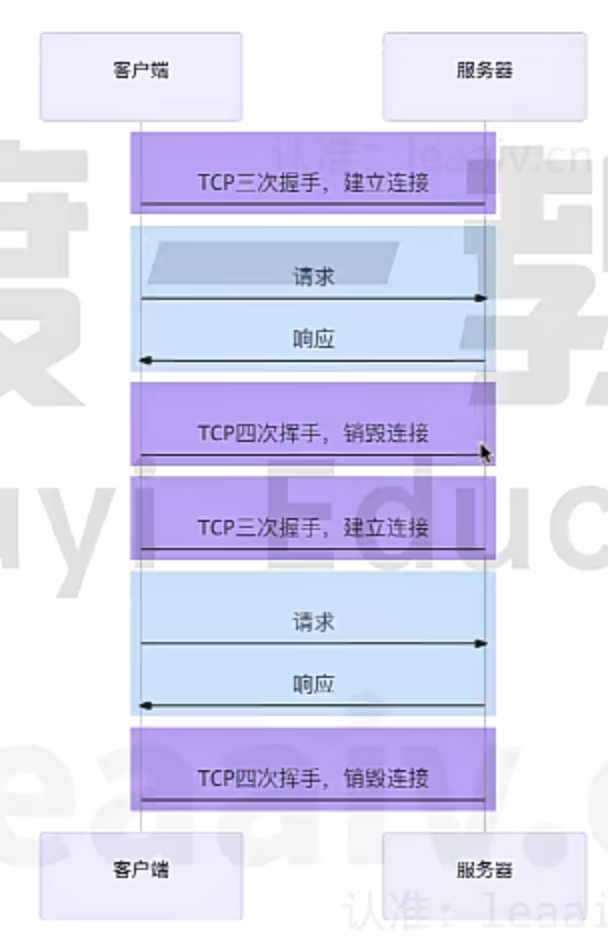 客户端
服务器
认准：leaaiv.cn
TCP三次握手，建立连接
请求
响应
TCP四次挥手，销毁连接
TCP三次握手，建立连接
uyi Educ
请求
响应
TCP四次挥手，销毁连接
eaaiv.c
客户端
服务器
认准：leaai